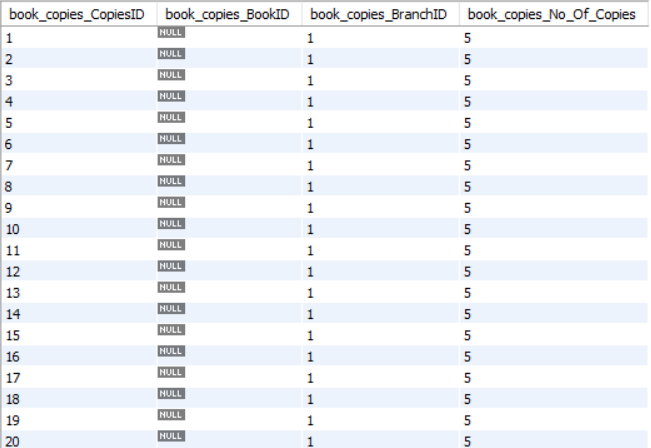 book_copies_CopiesID book_copies_BookID book_copies_BranchID book_copies_No_Of_Copies
1 NULL 1 5
2 NULL 1 5
3 NULL 1 5
4 NULL 1 5
5 NULL 1 5
6 NULL 1 5
7 NULL 1 5
8 NULL 1 5
9 NULL 1 5
10 NULL 1 5
11 NULL 1 5
12 NULL 1 5
13 NULL 1 5
14 NULL 1 5
15 NULL 1 5
16 NULL 1 5
17 NULL 1 5
18 NULL 1 5
19 NULL 1 5
20 NULL 1 5